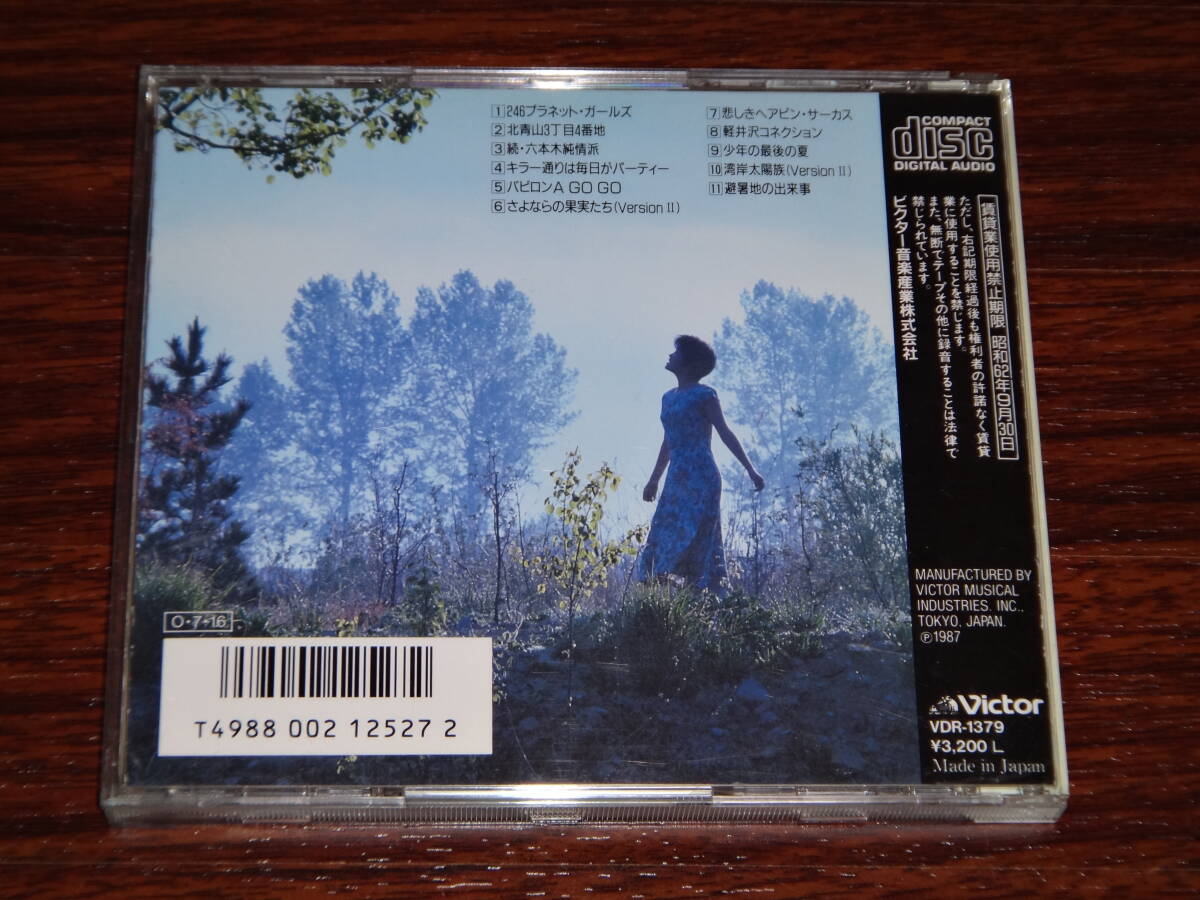 1 246プラネット・ガールズ
2 北青山3丁目4番地
3 続・六本木純情派
4 キラー通りは毎日がパーティー
5 バビロンA GO GO
6 さよならの果実たち(Version II)
7 悲しきヘアピン・サーカス
8 軽井沢コネクション
9 少年の最後の夏
10 湾岸太陽族(Version II)
11 避暑地の出来事
COMPACT
disc
DIGITAL AUDIO
賃貸業使用禁止期限 昭和62年9月30日
ただし、右記期限経過後も権利者の許諾なく賃貸
業に使用することを禁じます。
また、無断でテープその他に録音することは法律で
禁じられています。
ビクター音楽産業株式会社
MANUFACTURED BY
VICTOR MUSICAL
INDUSTRIES. INC.,
TOKYO, JAPAN.
Ⓟ1987
Victor
VDR-1379
¥3,200 L
Made in Japan
O・7・16
T4988 002 12527 2